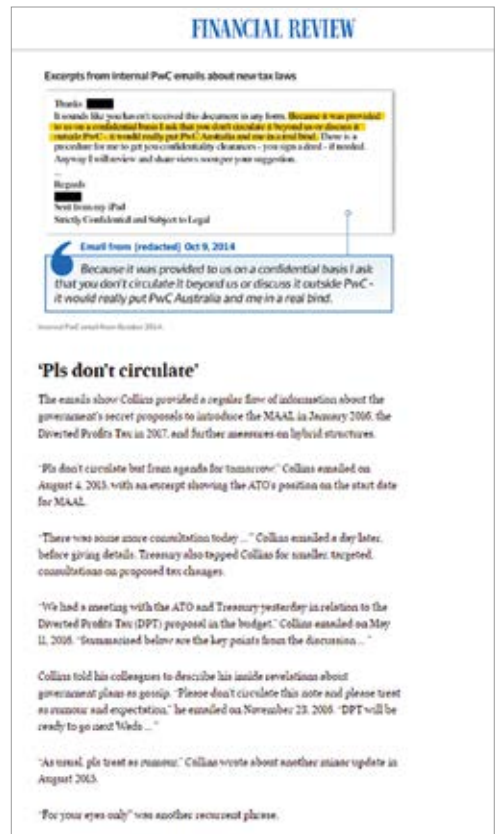 FINANCIAL REVIEW
Excerpts from internal PwC emails about new tax laws
Thanks
It sounds like you haven't received this document in any form. Because it was provided
to us on a confidential basis I ask that you don't circulate it beyond us or discuss it
outside PwC - it would really put PwC Australia and me in a real bind. There is a
procedure for me to get you confidentiality clearances - you sign a deed - if needed.
Anyway I will review and share views soon per your suggestion.
...
Regards
Sent from my iPad
Strictly Confidential and Subject to Legal
Email from (redacted) Oct 9, 2014
Because it was provided to us on a confidential basis I ask
that you don't circulate it beyond us or discuss it outside PwC -
it would really put PwC Australia and me in a real bind.
Internal PwC email from October 2014.
'Pls don't circulate'
The emails show Collins provided a regular flow of information about the
government's secret proposals to introduce the MAAL in January 2016, the
Diverted Profits Tax in 2017, and further measures on hybrid structures.
"Pls don't circulate but from agenda for tomorrow," Collins emailed on
August 4, 2015, with an excerpt showing the ATO's position on the start date
for MAAL.
"There was some more consultation today ..." Collins emailed a day later,
before giving details. Treasury also tapped Collins for smaller, targeted,
consultations on proposed tax changes.
"We had a meeting with the ATO and Treasury yesterday in relation to the
Diverted Profits Tax (DPT) proposal in the budget," Collins emailed on May
11, 2016. "Summarised below are the key points from the discussion ... "
Collins told his colleagues to describe his inside revelations about
government plans as gossip. "Please don't circulate this note and please treat
as rumour and expectation," he emailed on November 23, 2016. "DPT will be
ready to go next Weds ... "
"As usual, pls treat as rumour," Collins wrote about another minor update in
August 2015.
"For your eyes only" was another recurrent phrase.